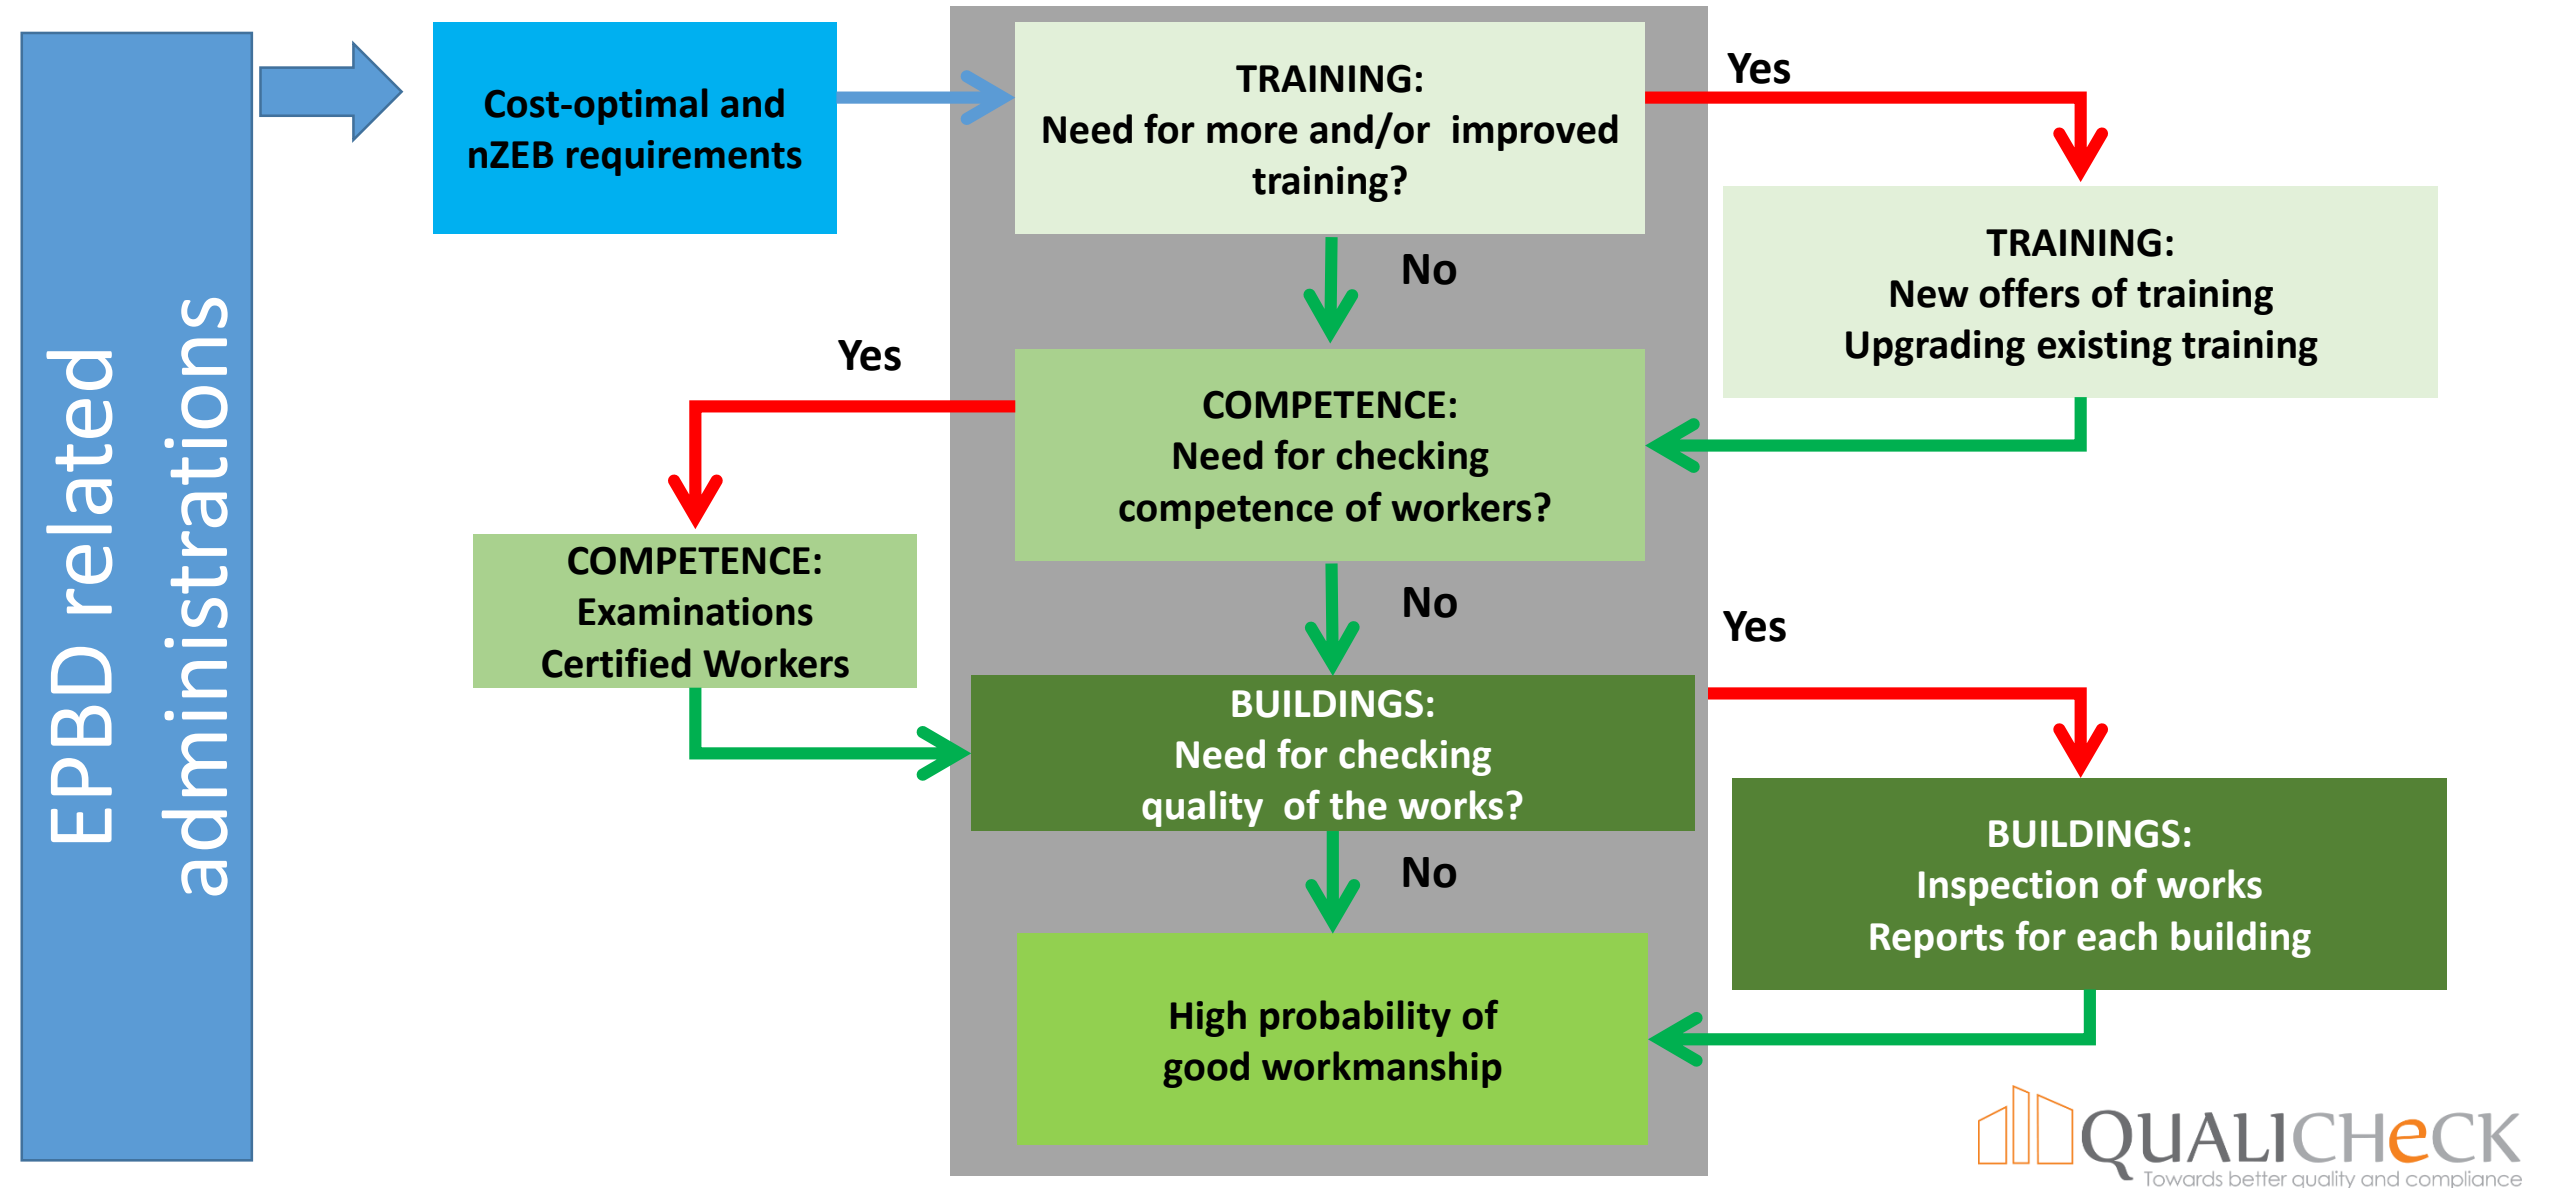 EPBD related
administrations
Cost-optimal and
nZEB requirements
TRAINING:
Need for more and/or  improved
training?
Yes
TRAINING:
New offers of training
Upgrading existing training
No
Yes
COMPETENCE:
Need for checking
competence of workers?
COMPETENCE:
Examinations
Certified Workers
No
Yes
BUILDINGS:
Need for checking
quality  of the works?
BUILDINGS:
Inspection of works
Reports for each building
No
High probability of
good workmanship
QUALICHeCK
Towards better quality and compliance